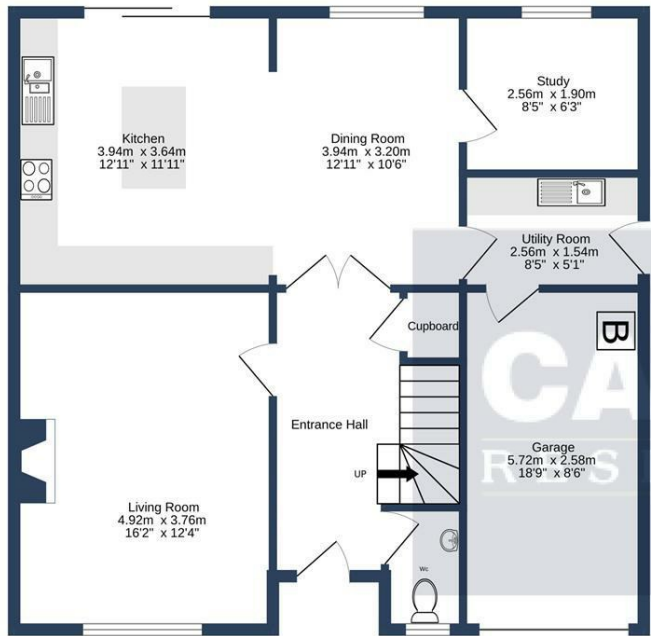 Kitchen
3.94m x 3.64m
12'11" x 11'11"
Dining Room
3.94m x 3.20m
12'11" x 10'6"
Study
2.56m x 1.90m
8'5" x 6'3"
Utility Room
2.56m x 1.54m
8'5" x 5'1"
Cupboard
B
CA
RES
Entrance Hall
UP
Garage
5.72m x 2.58m
18'9" x 8'6"
Living Room
4.92m x 3.76m
16'2" x 12'4"
Wc